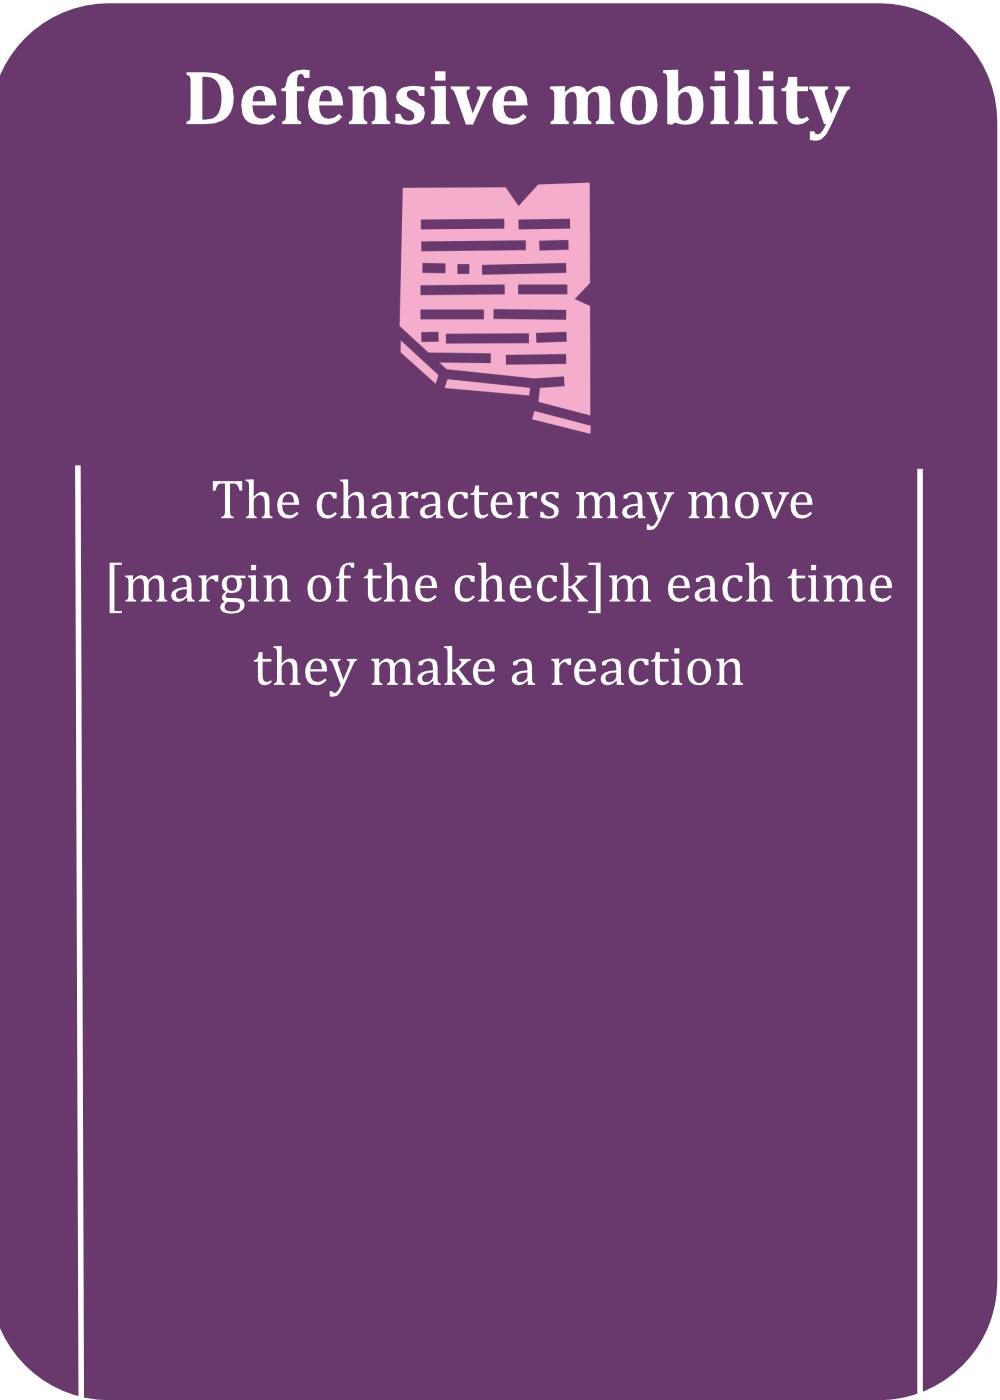 Defensive mobility
The characters may move
[margin of the check]m each time
they make a reaction